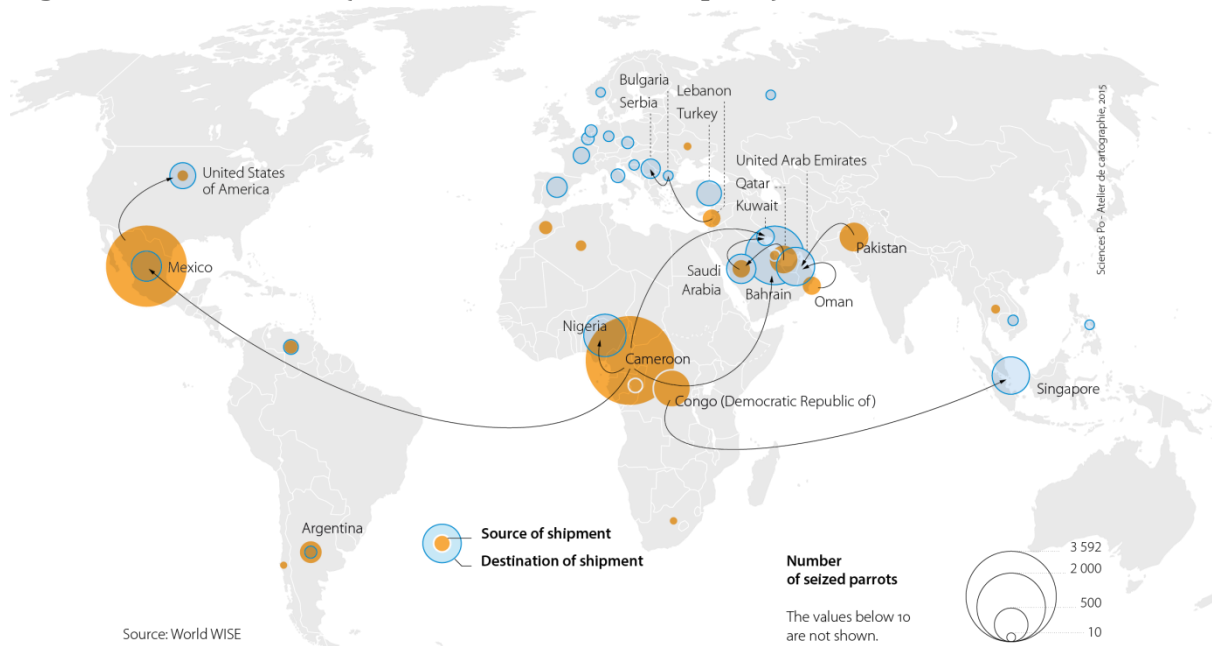 Bulgaria
Serbia
Lebanon
Turkey
United Arab Emirates
Qatar
Kuwait
United States
of America
Mexico
Saudi
Arabia
Bahrain
Oman
Pakistan
Nigeria
Cameroon
Congo (Democratic Republic of)
Singapore
Argentina
Source of shipment
Destination of shipment
Number
of seized parrots
The values below 10
are not shown.
3 592
2 000
500
10
Source: World WISE
Sciences Po - Atelier de cartographie, 2015